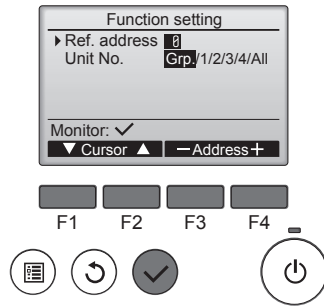 Function setting
Ref. address 0
Unit No. Grp./1/2/3/4/All
Monitor: ✓
▼ Cursor ▲ －Address＋
F1 F2 F3 F4